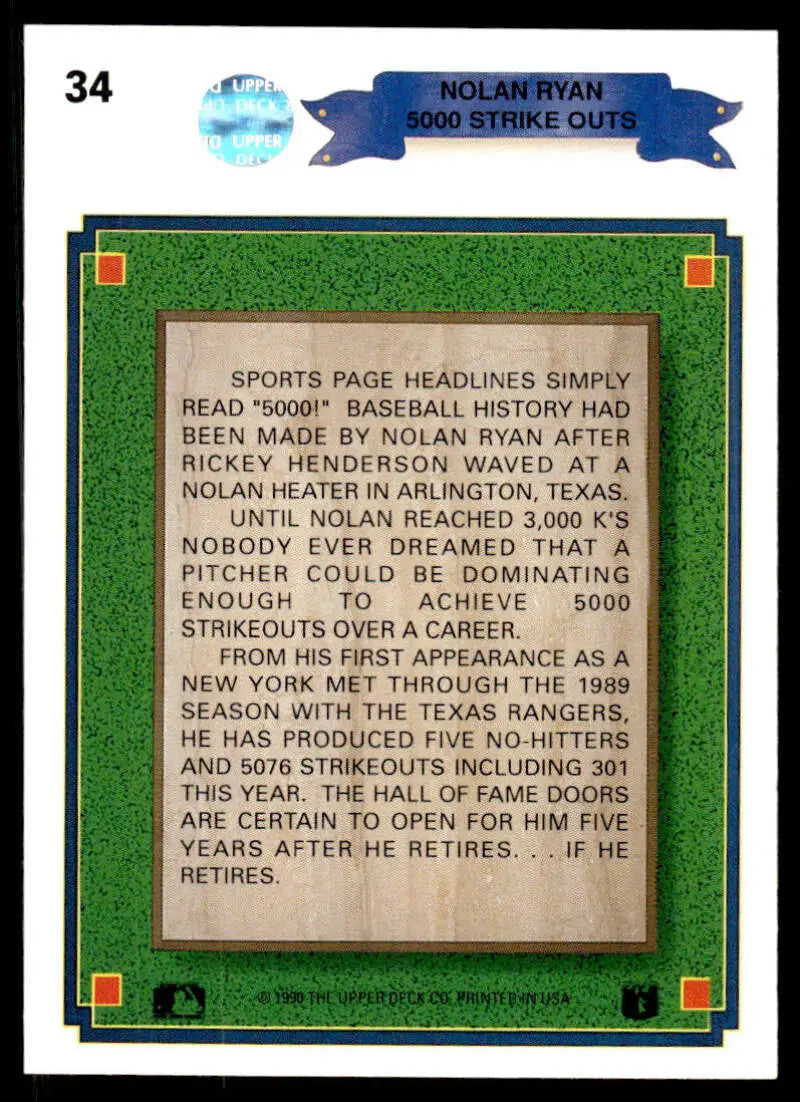 34
UPPER
DECK
UPPER
DECK
NOLAN RYAN
5000 STRIKE OUTS
SPORTS PAGE HEADLINES SIMPLY
READ "5000!" BASEBALL HISTORY HAD
BEEN MADE BY NOLAN RYAN AFTER
RICKEY HENDERSON WAVED AT A
NOLAN HEATER IN ARLINGTON, TEXAS.
UNTIL NOLAN REACHED 3,000 K'S
NOBODY EVER DREAMED THAT A
PITCHER COULD BE DOMINATING
ENOUGH TO ACHIEVE 5000
STRIKEOUTS OVER A CAREER.
FROM HIS FIRST APPEARANCE AS A
NEW YORK MET THROUGH THE 1989
SEASON WITH THE TEXAS RANGERS,
HE HAS PRODUCED FIVE NO-HITTERS
AND 5076 STRIKEOUTS INCLUDING 301
THIS YEAR. THE HALL OF FAME DOORS
ARE CERTAIN TO OPEN FOR HIM FIVE
YEARS AFTER HE RETIRES. . . IF HE
RETIRES.
© 1990 THE UPPER DECK CO. PRINTED IN USA